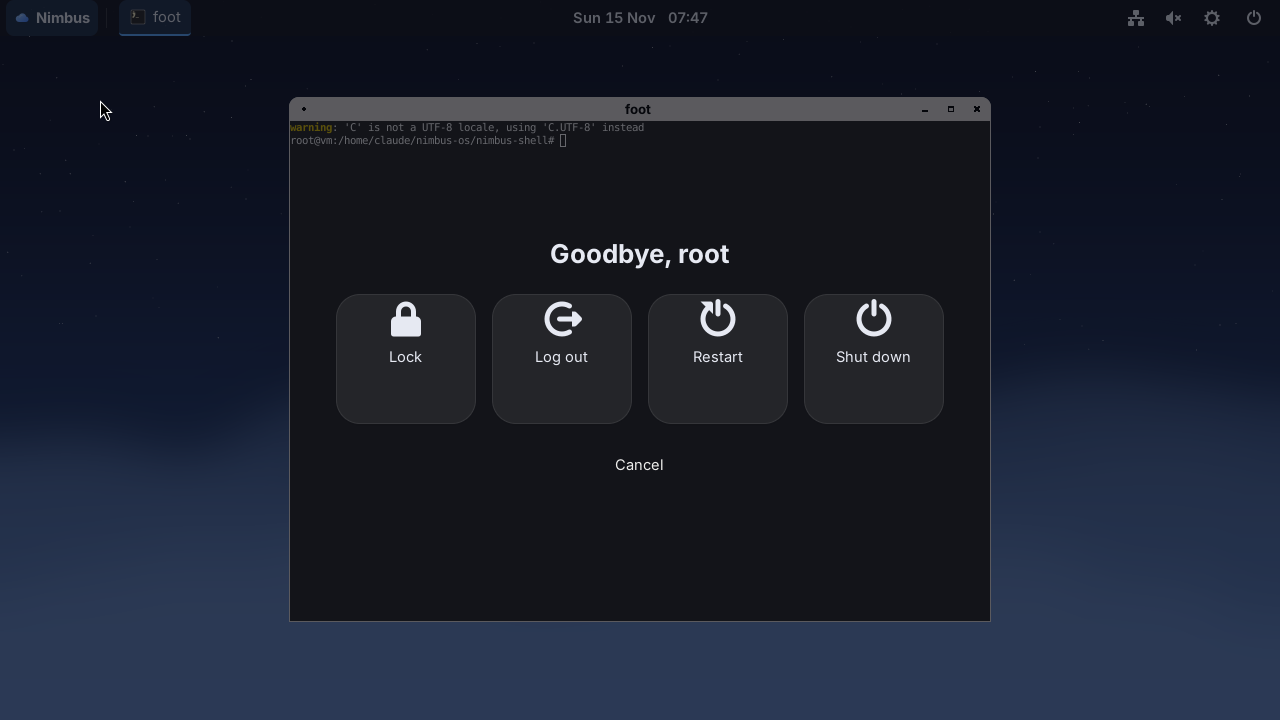 Nimbus
foot
Sun 15 Nov 07:47
foot
warning: 'C' is not a UTF-8 locale, using 'C.UTF-8' instead
root@vm:/home/claude/nimbus-os/nimbus-shell#
Goodbye, root
Lock
Log out
Restart
Shut down
Cancel